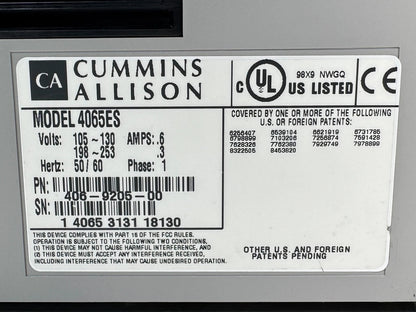 CA CUMMINS ALLISON
C UL US LISTED
98X9 NWGQ
CE
MODEL 4065ES
Volts: 105~130 AMPS: .6
198~253 .3
Hertz: 50/60 Phase: 1
PN:
406-9205-00
SN:
1 4065 3131 18130
THIS DEVICE COMPLIES WITH PART 15 OF THE FCC RULES.
OPERATION IS SUBJECT TO THE FOLLOWING TWO CONDITIONS:
(1) THIS DEVICE MAY NOT CAUSE HARMFUL INTERFERENCE, AND
(2) THIS DEVICE MUST ACCEPT ANY INTERFERENCE RECEIVED,
INCLUDING INTERFERENCE THAT MAY CAUSE UNDESIRED OPERATION.
COVERED BY ONE OR MORE OF THE FOLLOWING U.S.
OR FOREIGN PATENTS:
6256407 6639104 6621919 6731786
6798899 7103206 7256874 7591428
7628326 7762380 7929749 7978899
8322505 8453820
OTHER U.S. AND FOREIGN
PATENTS PENDING